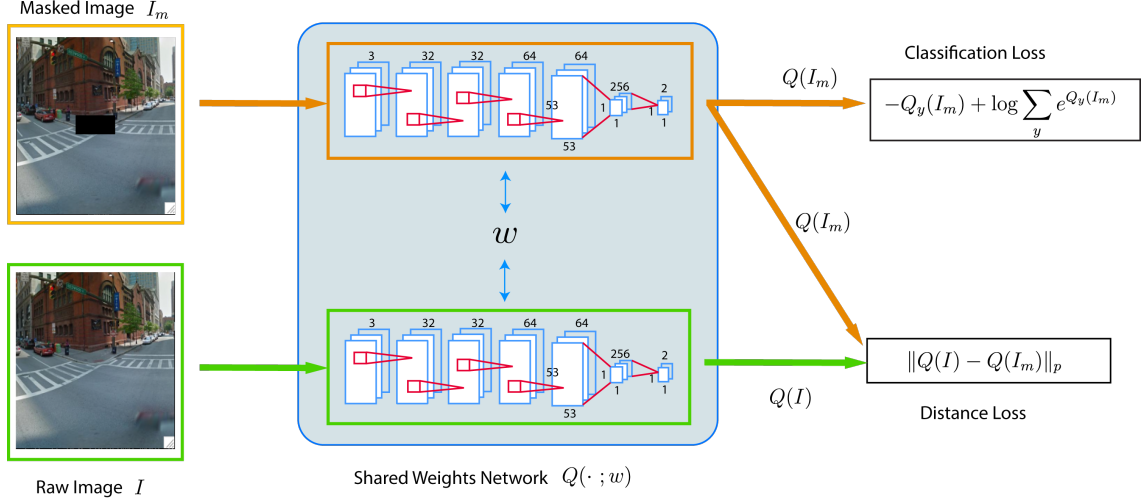 Masked Image I_m
3 32 32 64 64
53
53
1
256
1
1
2
1
Q(I_m)
Classification Loss
−Q_y(I_m) + log ∑_y e^{Q_y(I_m)}
w
Q(I_m)
3 32 32 64 64
53
53
1
256
1
1
2
1
Q(I)
‖Q(I) − Q(I_m)‖_p
Distance Loss
Shared Weights Network Q(· ; w)
Raw Image I